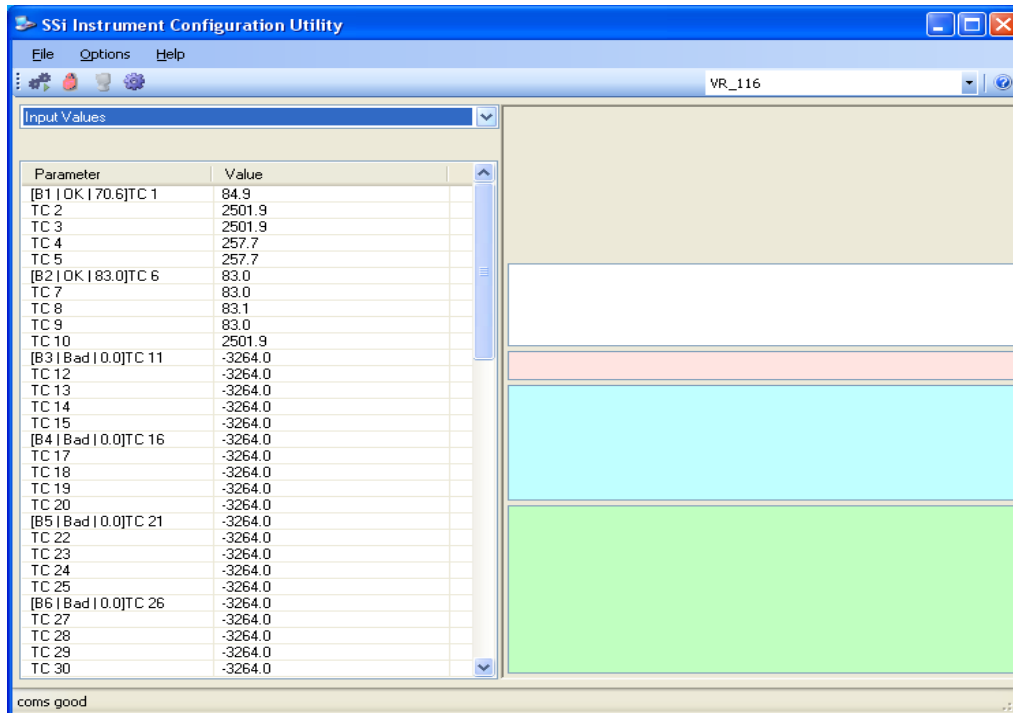 SSi Instrument Configuration Utility
File Options Help
VR_116
Input Values
Parameter Value
[B1 | OK | 70.6]TC 1 84.9
TC 2 2501.9
TC 3 2501.9
TC 4 257.7
TC 5 257.7
[B2 | OK | 83.0]TC 6 83.0
TC 7 83.0
TC 8 83.1
TC 9 83.0
TC 10 2501.9
[B3 | Bad | 0.0]TC 11 -3264.0
TC 12 -3264.0
TC 13 -3264.0
TC 14 -3264.0
TC 15 -3264.0
[B4 | Bad | 0.0]TC 16 -3264.0
TC 17 -3264.0
TC 18 -3264.0
TC 19 -3264.0
TC 20 -3264.0
[B5 | Bad | 0.0]TC 21 -3264.0
TC 22 -3264.0
TC 23 -3264.0
TC 24 -3264.0
TC 25 -3264.0
[B6 | Bad | 0.0]TC 26 -3264.0
TC 27 -3264.0
TC 28 -3264.0
TC 29 -3264.0
TC 30 -3264.0
coms good